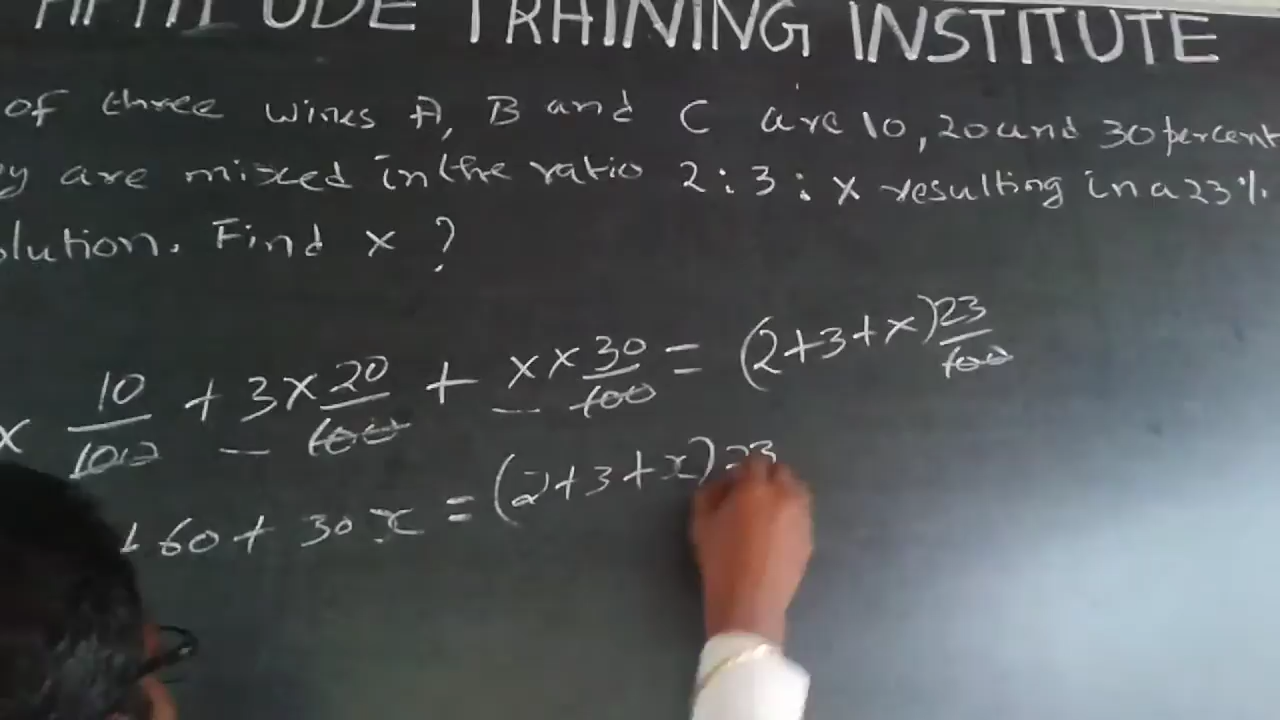 APTITUDE TRAINING INSTITUTE
of three wines A, B and C are 10, 20 and 30 percent
are mixed in the ratio 2 : 3 : x resulting in a 23%
lution. Find x ?
x 10/100 + 3 x 20/100 + x x 30/100 = (2+3+x) 23/100
+ 60 + 30x = (2+3+x) 23